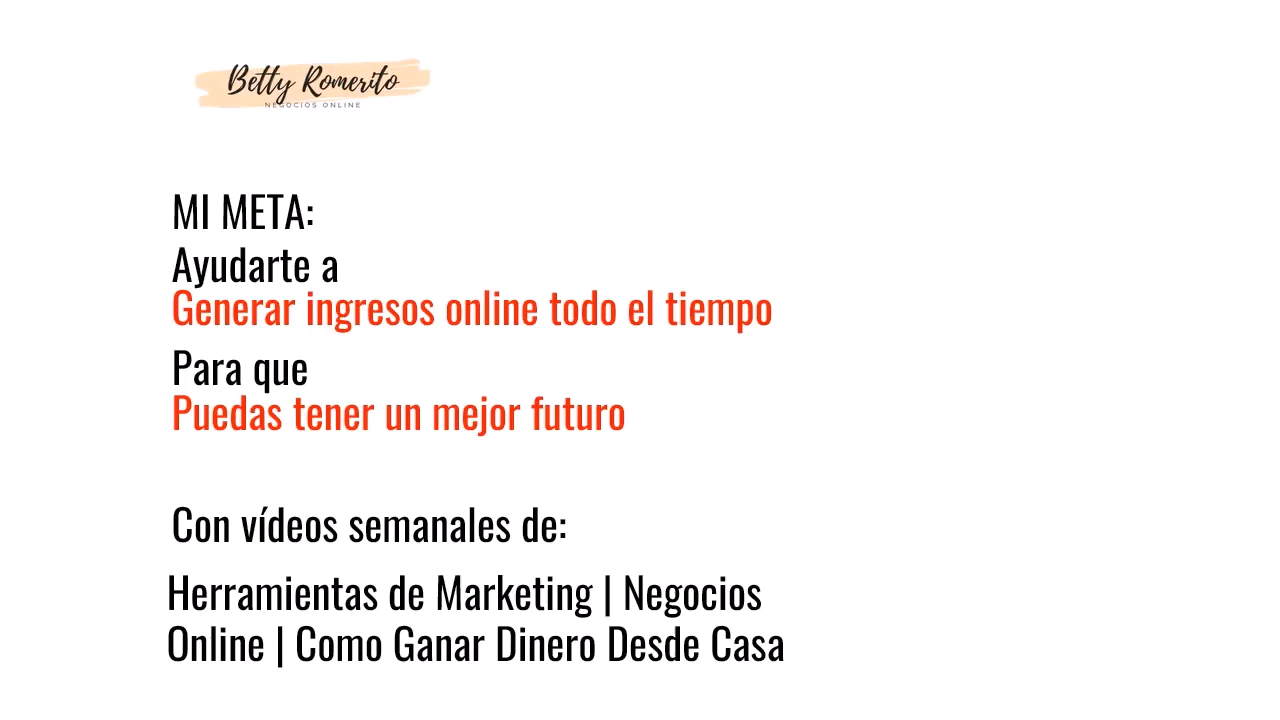 Betty Romerito
NEGOCIOS ONLINE
MI META:
Ayudarte a
Generar ingresos online todo el tiempo
Para que
Puedas tener un mejor futuro
Con vídeos semanales de:
Herramientas de Marketing | Negocios
Online | Como Ganar Dinero Desde Casa